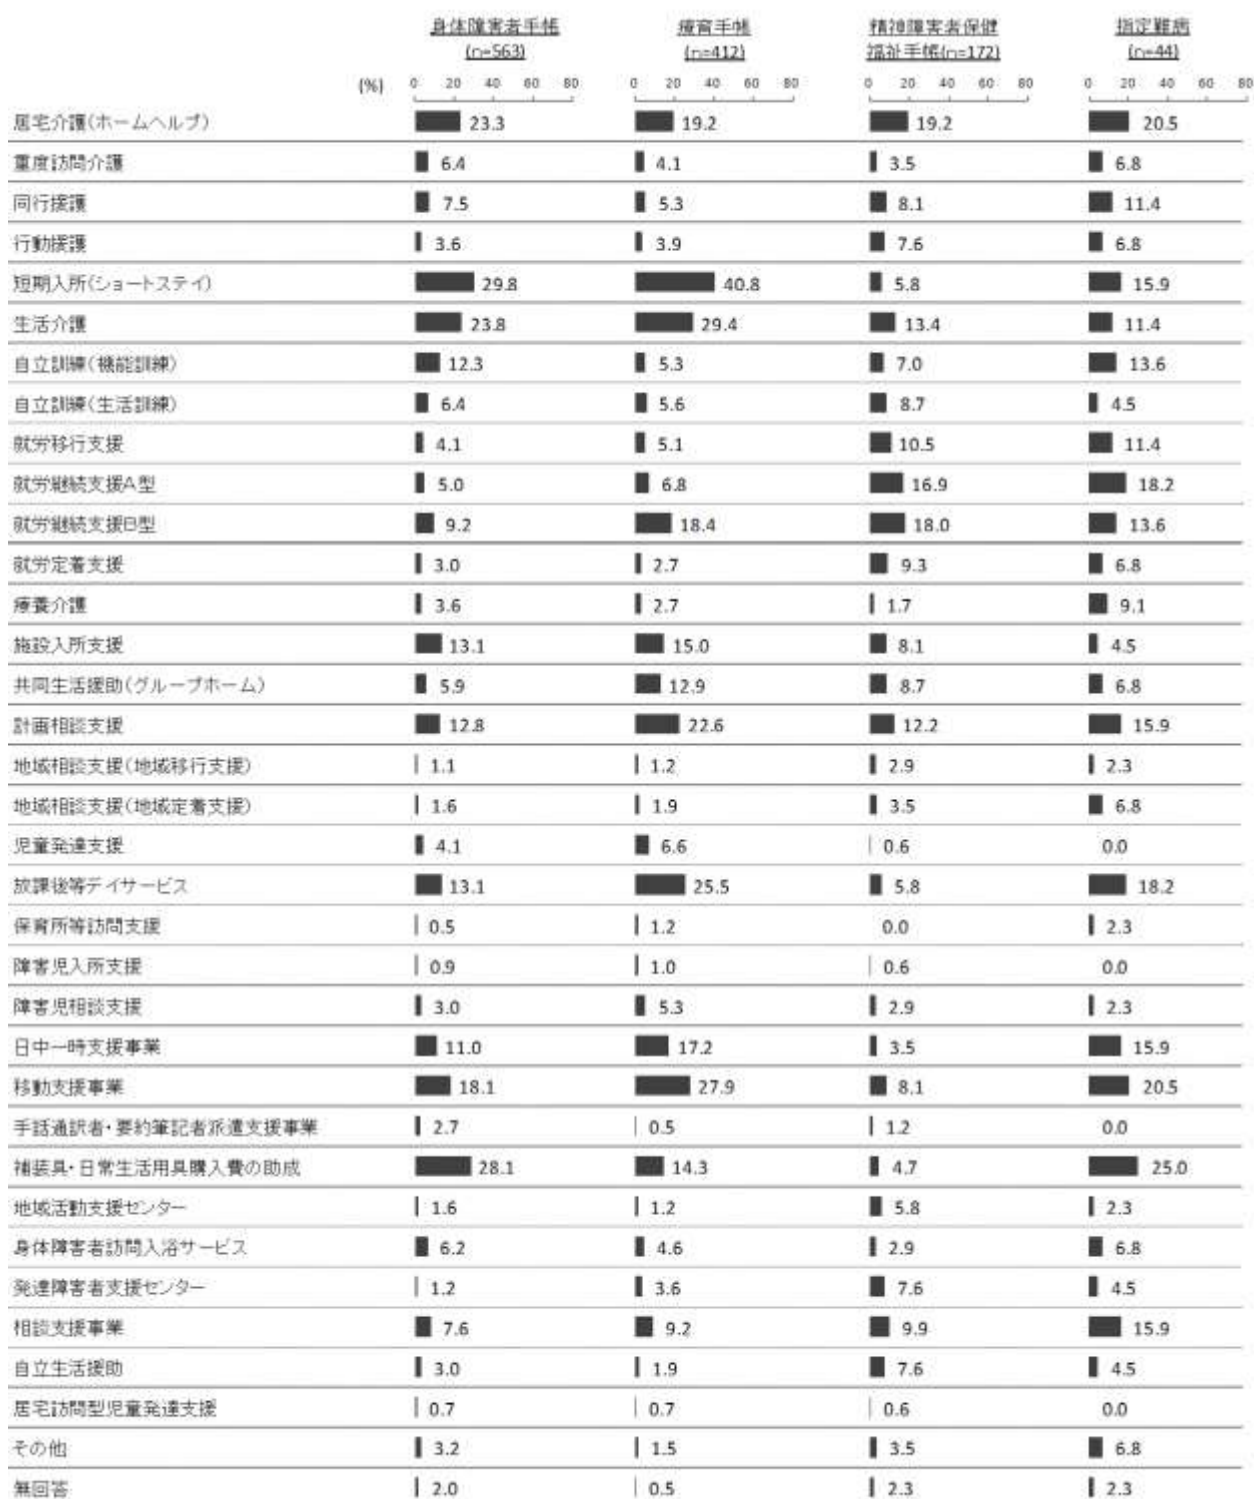 身体障害者手帳 療育手帳 精神障害者保健 指定難病
(n=563) (n=412) 福祉手帳(n=172) (n=44)
(%) 0 20 40 60 80 0 20 40 60 80 0 20 40 60 80 0 20 40 60 80
居宅介護(ホームヘルプ) 23.3 19.2 19.2 20.5
重度訪問介護 6.4 4.1 3.5 6.8
同行援護 7.5 5.3 8.1 11.4
行動援護 3.6 3.9 7.6 6.8
短期入所(ショートステイ) 29.8 40.8 5.8 15.9
生活介護 23.8 29.4 13.4 11.4
自立訓練(機能訓練) 12.3 5.3 7.0 13.6
自立訓練(生活訓練) 6.4 5.6 8.7 4.5
就労移行支援 4.1 5.1 10.5 11.4
就労継続支援A型 5.0 6.8 16.9 18.2
就労継続支援B型 9.2 18.4 18.0 13.6
就労定着支援 3.0 2.7 9.3 6.8
療養介護 3.6 2.7 1.7 9.1
施設入所支援 13.1 15.0 8.1 4.5
共同生活援助(グループホーム) 5.9 12.9 8.7 6.8
計画相談支援 12.8 22.6 12.2 15.9
地域相談支援(地域移行支援) 1.1 1.2 2.9 2.3
地域相談支援(地域定着支援) 1.6 1.9 3.5 6.8
児童発達支援 4.1 6.6 0.6 0.0
放課後等デイサービス 13.1 25.5 5.8 18.2
保育所等訪問支援 0.5 1.2 0.0 2.3
障害児入所支援 0.9 1.0 0.6 0.0
障害児相談支援 3.0 5.3 2.9 2.3
日中一時支援事業 11.0 17.2 3.5 15.9
移動支援事業 18.1 27.9 8.1 20.5
手話通訳者・要約筆記者派遣支援事業 2.7 0.5 1.2 0.0
補装具・日常生活用具購入費の助成 28.1 14.3 4.7 25.0
地域活動支援センター 1.6 1.2 5.8 2.3
身体障害者訪問入浴サービス 6.2 4.6 2.9 6.8
発達障害者支援センター 1.2 3.6 7.6 4.5
相談支援事業 7.6 9.2 9.9 15.9
自立生活援助 3.0 1.9 7.6 4.5
居宅訪問型児童発達支援 0.7 0.7 0.6 0.0
その他 3.2 1.5 3.5 6.8
無回答 2.0 0.5 2.3 2.3